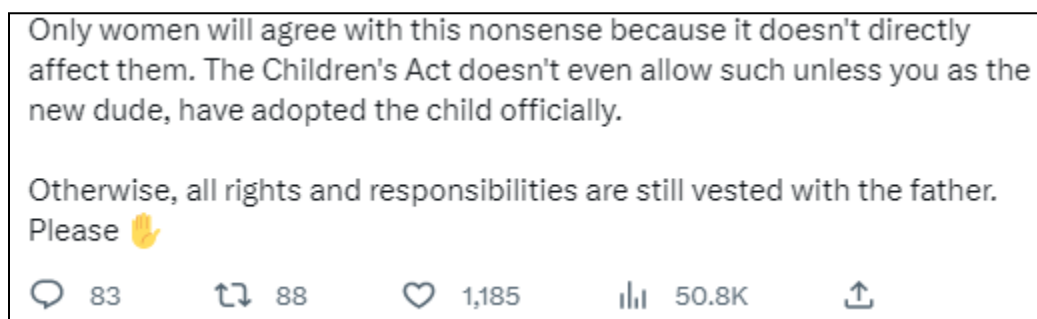 Only women will agree with this nonsense because it doesn't directly
affect them. The Children's Act doesn't even allow such unless you as the
new dude, have adopted the child officially.
Otherwise, all rights and responsibilities are still vested with the father.
Please ✋
83 88 1,185 50.8K